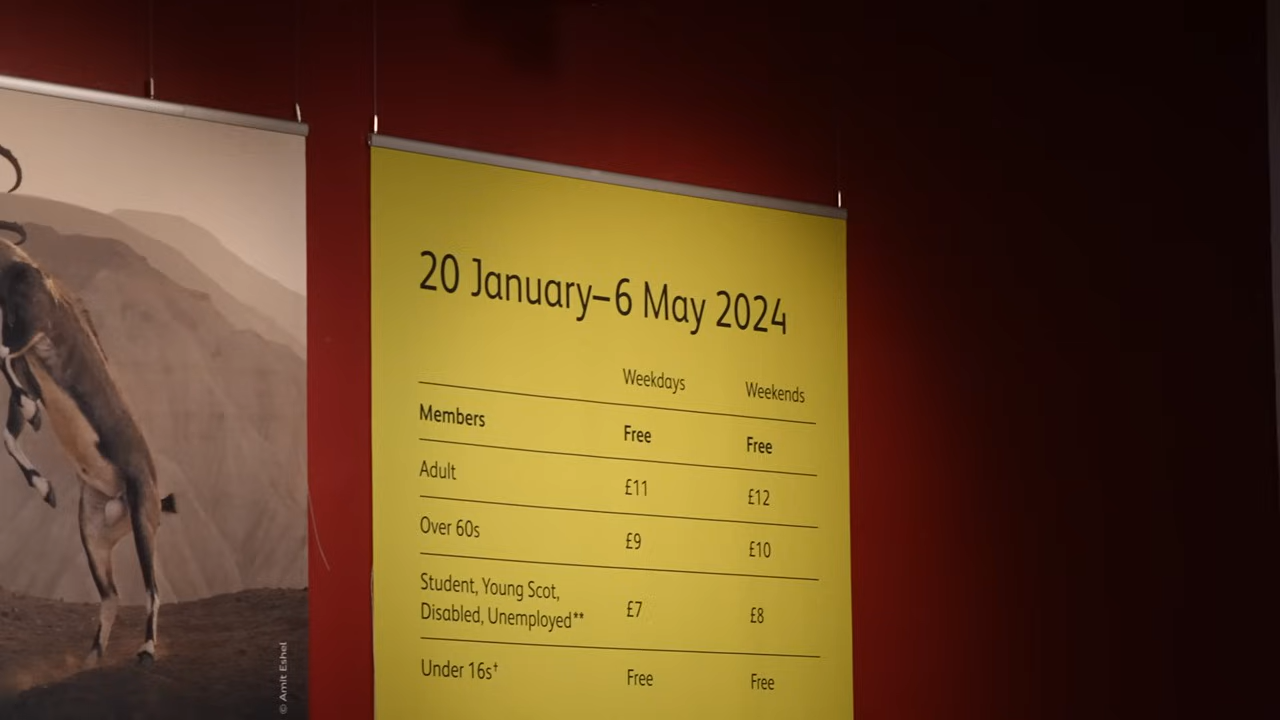 20 January–6 May 2024
Weekdays Weekends
Members Free Free
Adult £11 £12
Over 60s £9 £10
Student, Young Scot,
Disabled, Unemployed** £7 £8
Under 16s† Free Free
© Amit Eshel